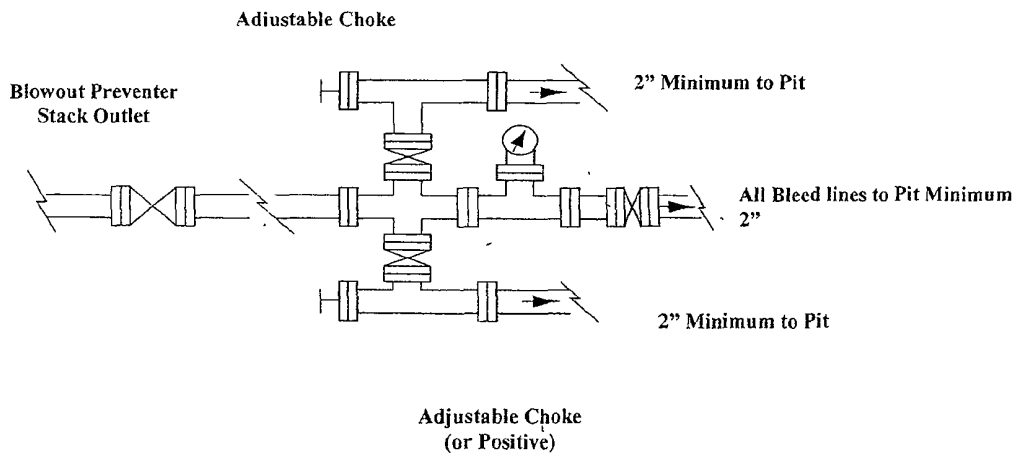 Adjustable Choke
2” Minimum to Pit
Blowout Preventer
Stack Outlet
All Bleed lines to Pit Minimum
2”
2” Minimum to Pit
Adjustable Choke
(or Positive)